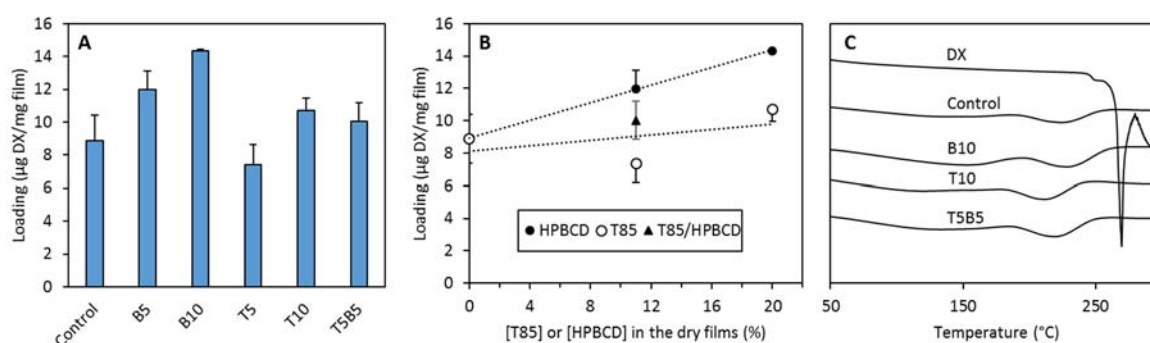 A
Loading (µg DX/mg film)
16
14
12
10
8
6
4
2
0
Control
B5
B10
T5
T10
T5B5
B
Loading (µg DX/mg film)
16
14
12
10
8
6
4
2
0
HPBCD T85 T85/HPBCD
0 4 8 12 16 20
[T85] or [HPBCD] in the dry films (%)
C
DX
Control
B10
T10
T5B5
50 150 250
Temperature (°C)